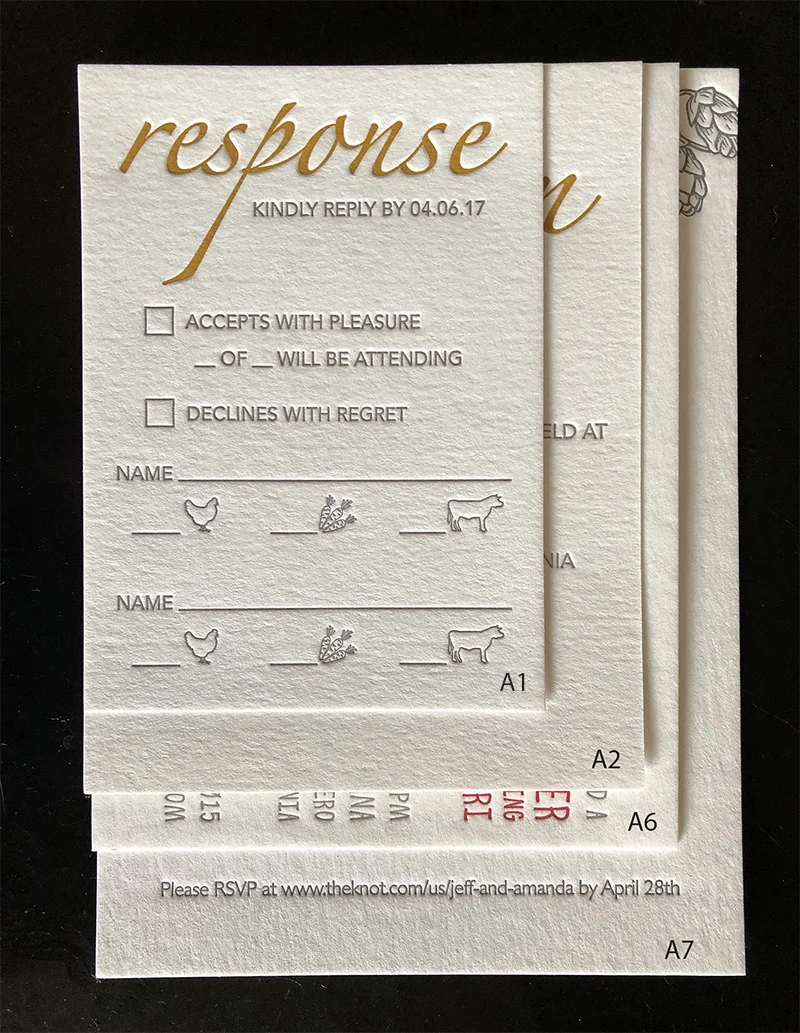 response
KINDLY REPLY BY 04.06.17
ACCEPTS WITH PLEASURE
__ OF __ WILL BE ATTENDING
DECLINES WITH REGRET
NAME
NAME
A1
n
ELD AT
NIA
A2
A6
Please RSVP at www.theknot.com/us/jeff-and-amanda by April 28th
A7